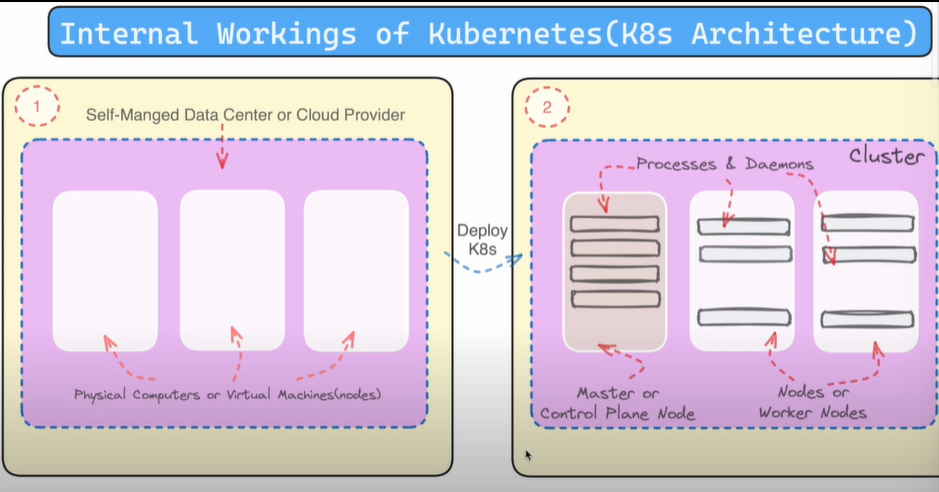 Internal Workings of Kubernetes(K8s Architecture)
1
Self-Manged Data Center or Cloud Provider
Physical Computers or Virtual Machines(nodes)
Deploy
K8s
2
Cluster
Processes & Daemons
Master or
Control Plane Node
Nodes or
Worker Nodes